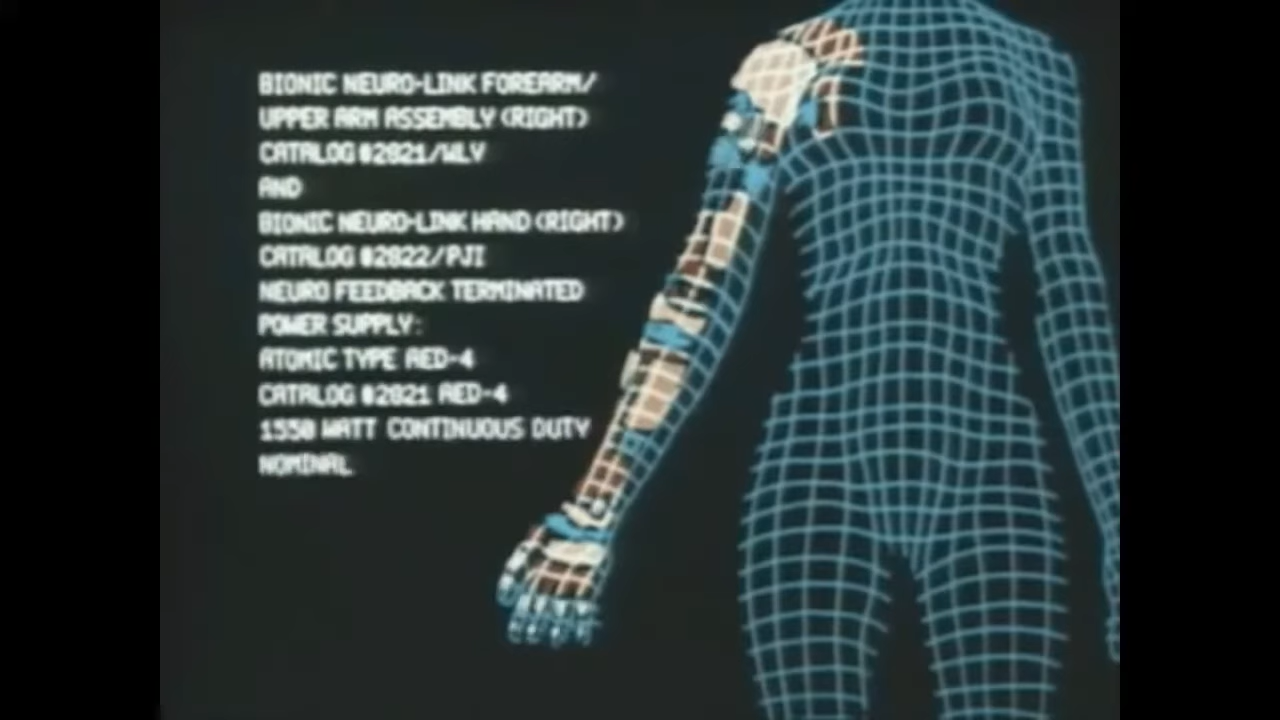 BIONIC NEURO-LINK FOREARM/
UPPER ARM ASSEMBLY (RIGHT)
CATALOG #2821/WLV
AND
BIONIC NEURO-LINK HAND (RIGHT)
CATALOG #2822/PJI
NEURO FEEDBACK TERMINATED
POWER SUPPLY:
ATOMIC TYPE AED-4
CATALOG #2821 AED-4
1550 WATT CONTINUOUS DUTY
NOMINAL